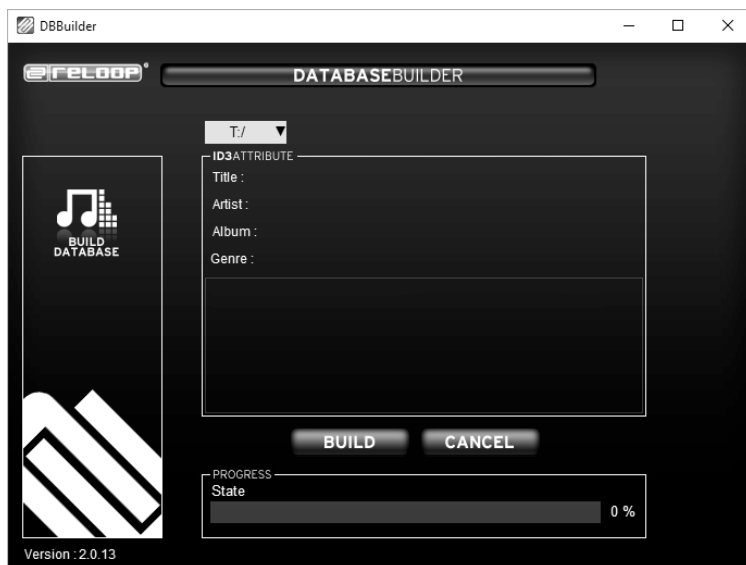 DBBuilder
reloop
DATABASEBUILDER
T:/
ID3ATTRIBUTE
Title :
Artist :
Album :
Genre :
BUILD
DATABASE
BUILD CANCEL
PROGRESS
State
0 %
Version : 2.0.13